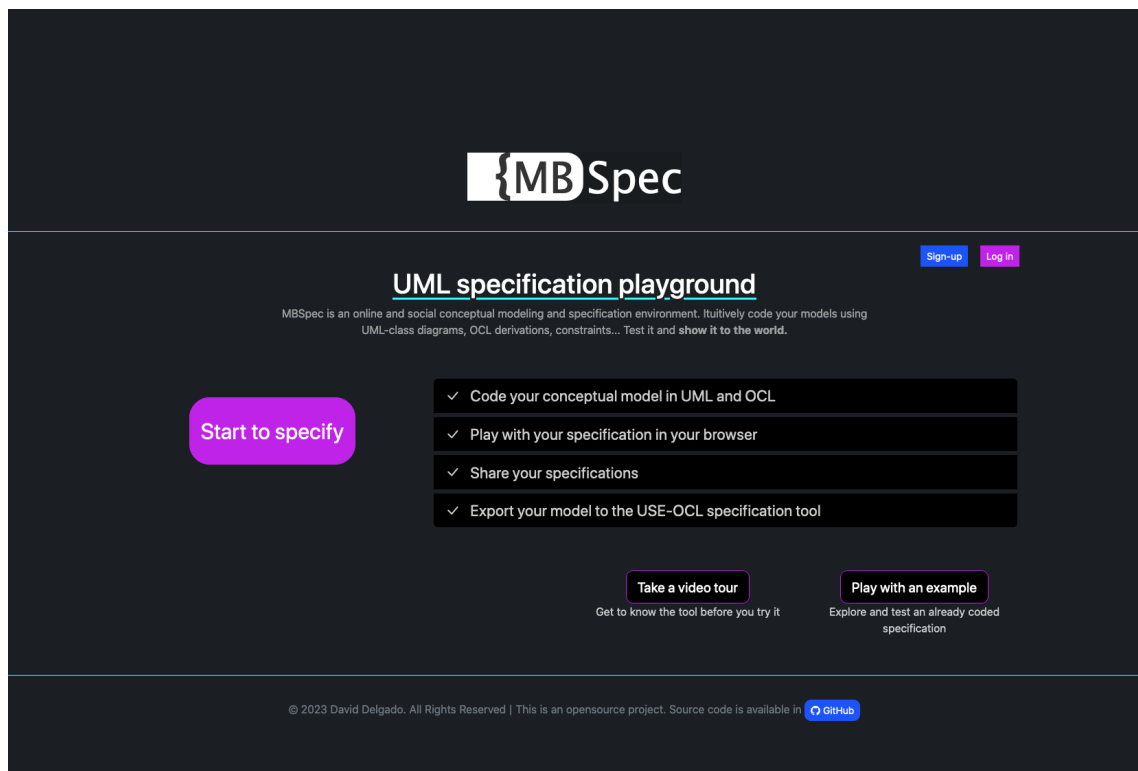 {MB Spec
Sign-up Log in
UML specification playground
MBSpec is an online and social conceptual modeling and specification environment. Ituitively code your models using
UML-class diagrams, OCL derivations, constraints... Test it and show it to the world.
Start to specify
Code your conceptual model in UML and OCL
Play with your specification in your browser
Share your specifications
Export your model to the USE-OCL specification tool
Take a video tour
Get to know the tool before you try it
Play with an example
Explore and test an already coded
specification
© 2023 David Delgado. All Rights Reserved | This is an opensource project. Source code is available in GitHub